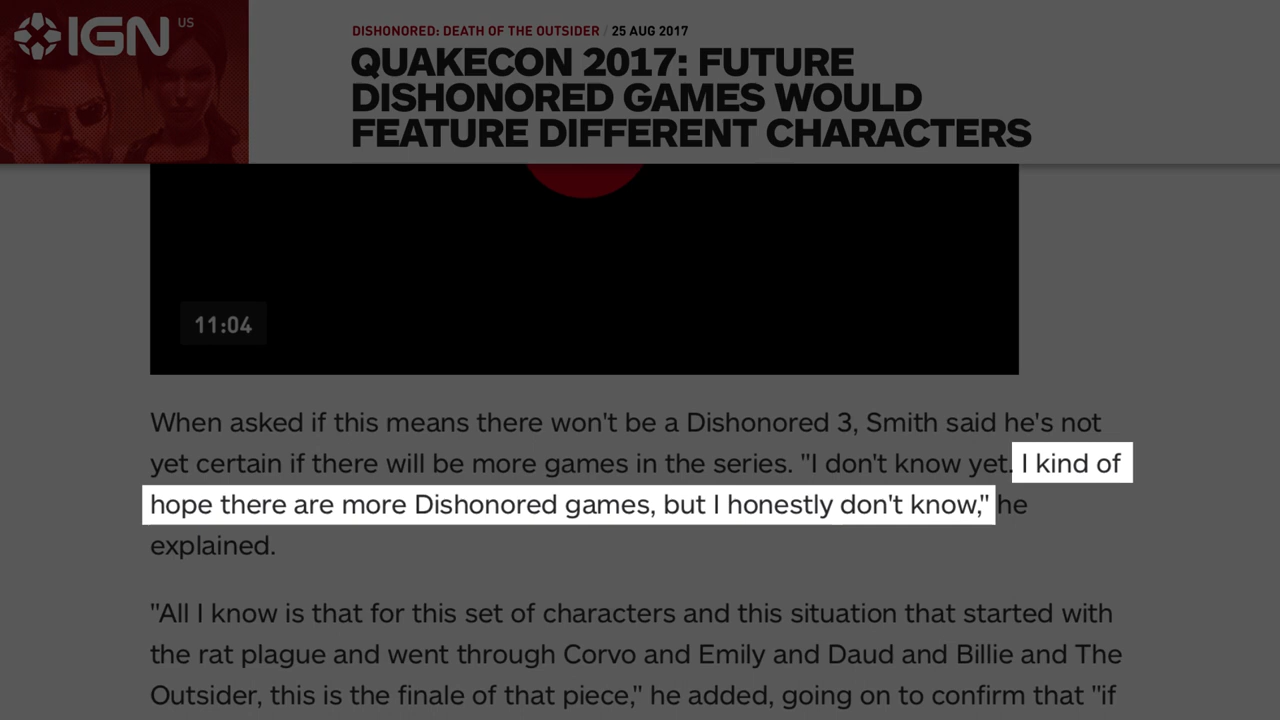 IGN US
DISHONORED: DEATH OF THE OUTSIDER / 25 AUG 2017
QUAKECON 2017: FUTURE
DISHONORED GAMES WOULD
FEATURE DIFFERENT CHARACTERS
11:04
When asked if this means there won't be a Dishonored 3, Smith said he's not
yet certain if there will be more games in the series. "I don't know yet. I kind of
hope there are more Dishonored games, but I honestly don't know," he
explained.
"All I know is that for this set of characters and this situation that started with
the rat plague and went through Corvo and Emily and Daud and Billie and The
Outsider, this is the finale of that piece," he added, going on to confirm that "if